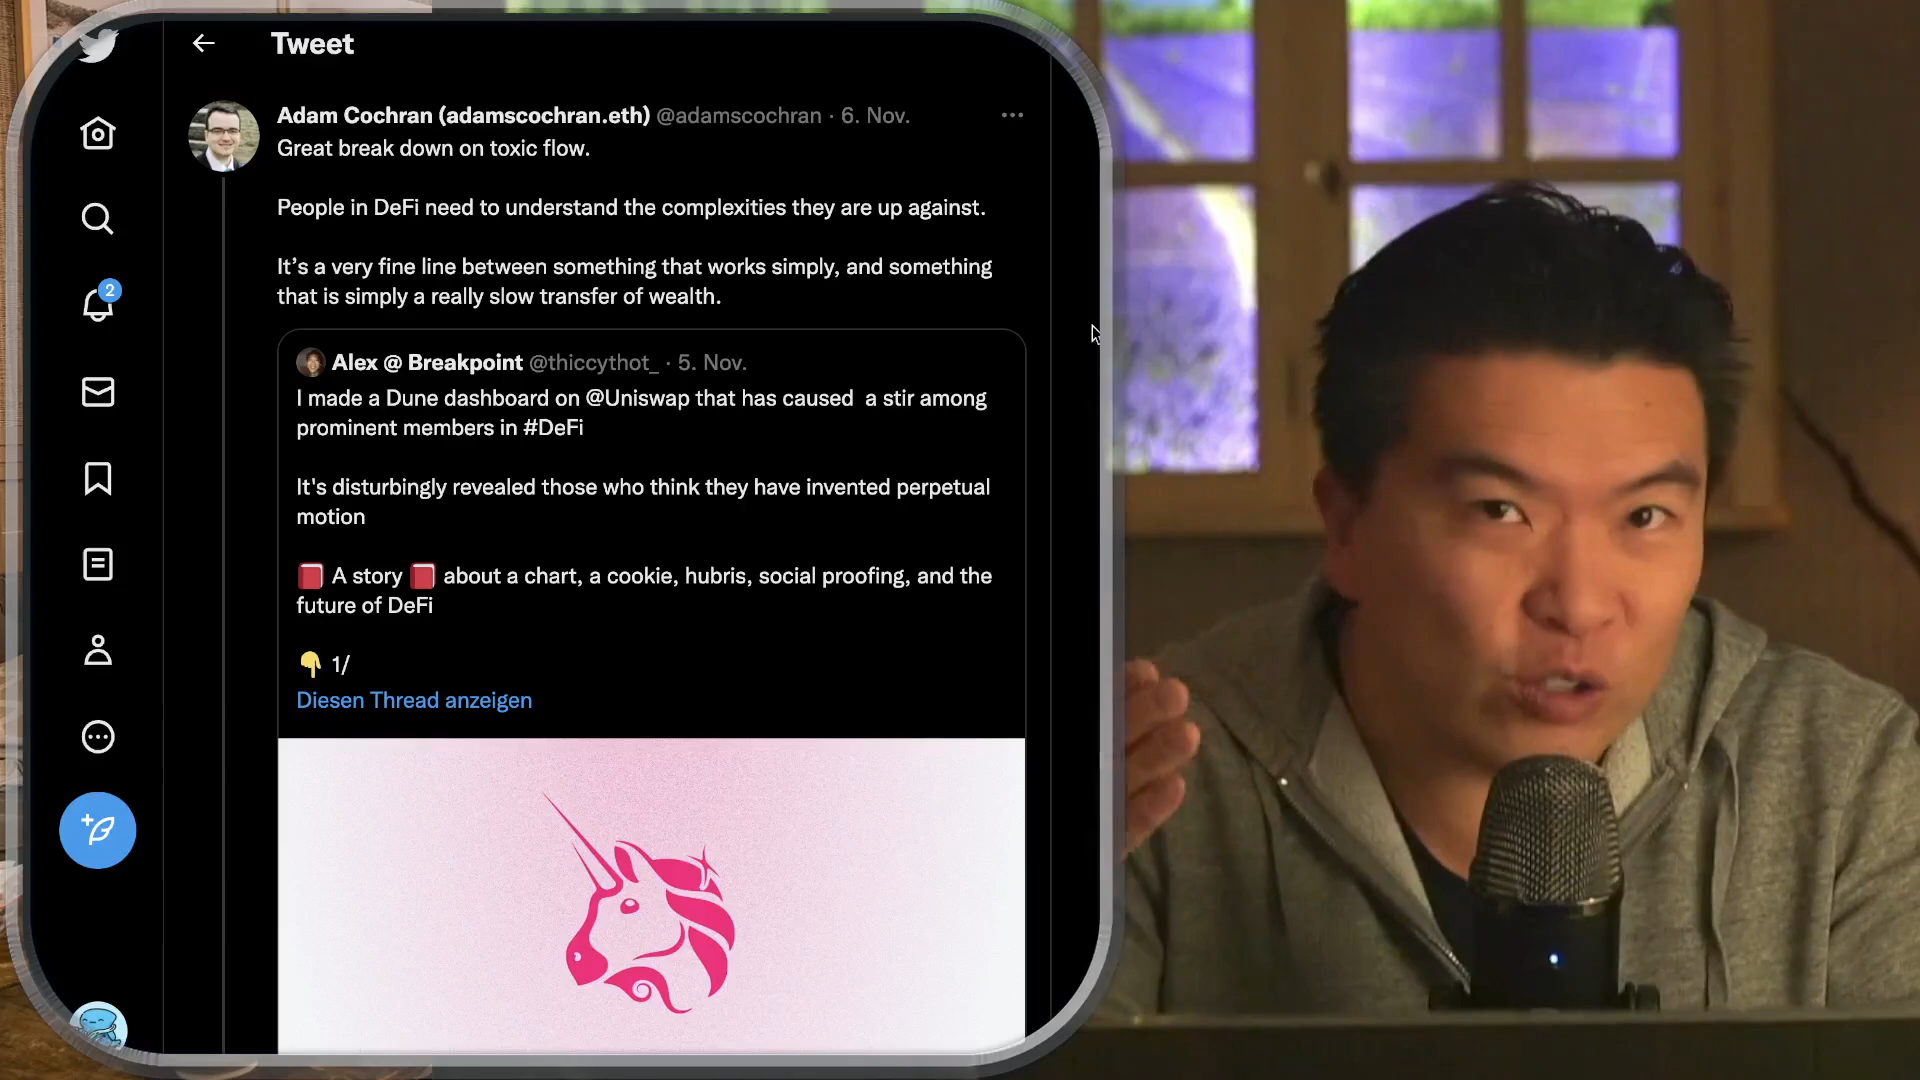 Tweet
Adam Cochran (adamscochran.eth) @adamscochran · 6. Nov.
Great break down on toxic flow.
People in DeFi need to understand the complexities they are up against.
It's a very fine line between something that works simply, and something
that is simply a really slow transfer of wealth.
2
Alex @ Breakpoint @thiccythot_ · 5. Nov.
I made a Dune dashboard on @Uniswap that has caused  a stir among
prominent members in #DeFi
It's disturbingly revealed those who think they have invented perpetual
motion
📕 A story 📕 about a chart, a cookie, hubris, social proofing, and the
future of DeFi
👇 1/
Diesen Thread anzeigen